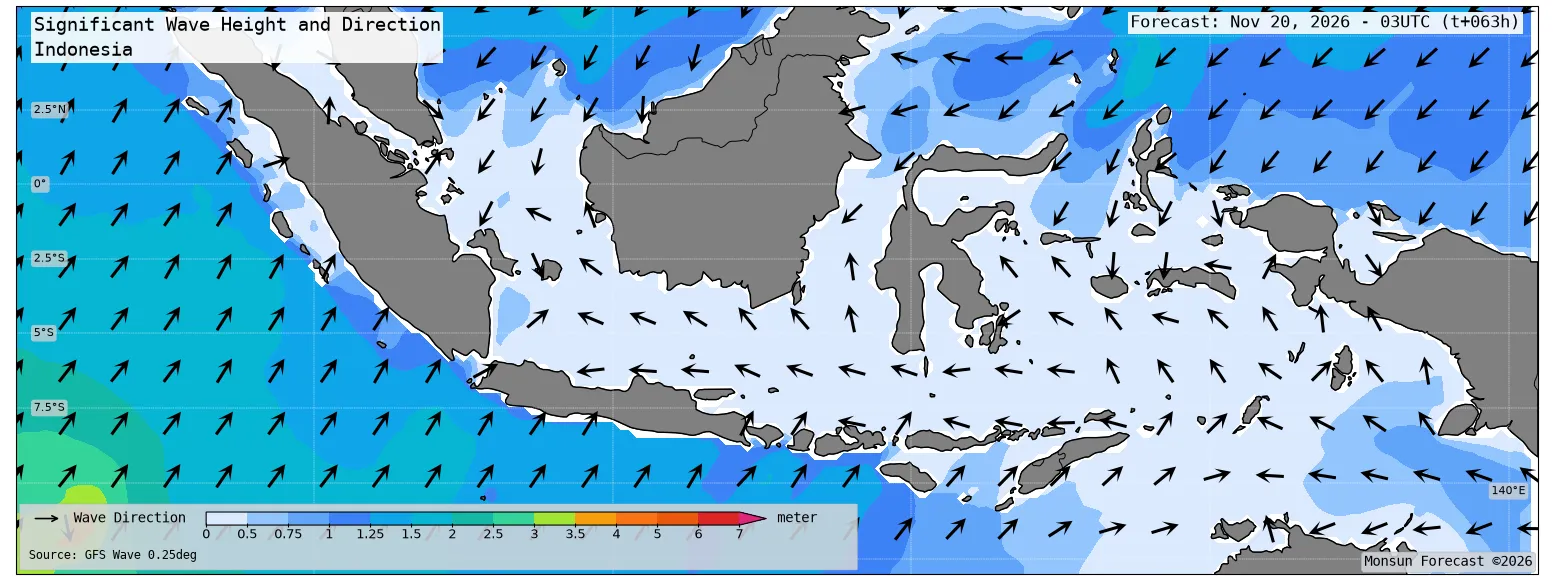 Significant Wave Height and Direction
Indonesia
Forecast: Nov 20, 2026 - 03UTC (t+063h)
2.5°N
0°
2.5°S
5°S
7.5°S
140°E
Wave Direction
0 0.5 0.75 1 1.25 1.5 2 2.5 3 3.5 4 5 6 7
meter
Source: GFS Wave 0.25deg
Monsun Forecast ©2026